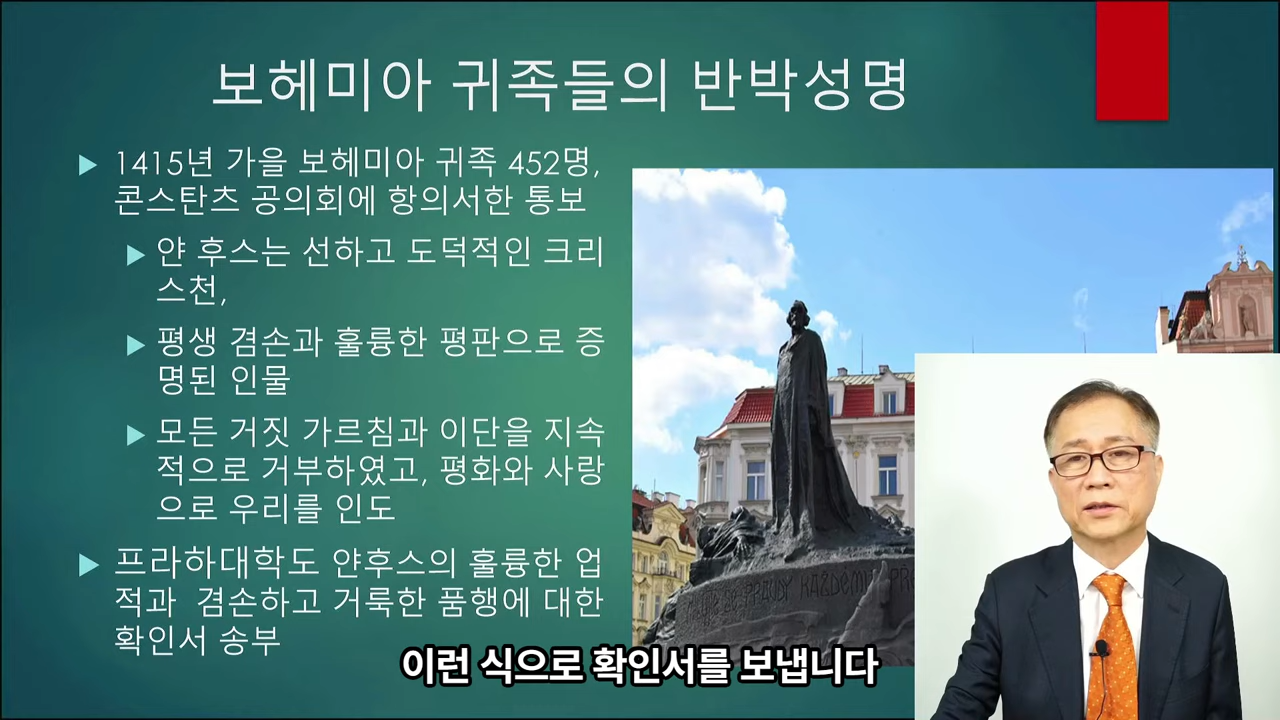 보헤미아 귀족들의 반박성명
1415년 가을 보헤미아 귀족 452명,
콘스탄츠 공의회에 항의서한 통보
얀 후스는 선하고 도덕적인 크리
스천,
평생 겸손과 훌륭한 평판으로 증
명된 인물
모든 거짓 가르침과 이단을 지속
적으로 거부하였고, 평화와 사랑
으로 우리를 인도
프라하대학도 얀후스의 훌륭한 업
적과 겸손하고 거룩한 품행에 대한
확인서 송부
PRAVDY KAŽDÉMU PŘE
이런 식으로 확인서를 보냅니다